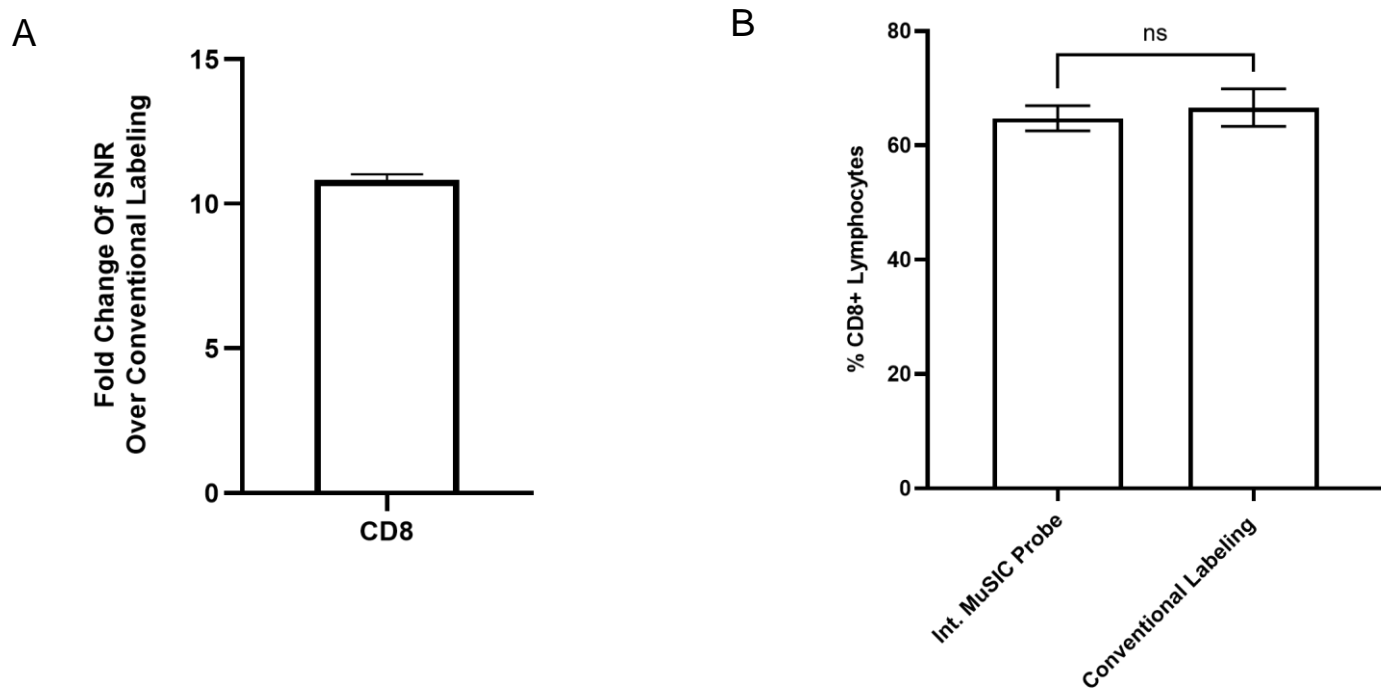 A
15
10
5
0
Fold Change Of SNR
Over Conventional Labeling
CD8
B
80
60
40
20
0
% CD8+ Lymphocytes
ns
Int. MuSIC Probe
Conventional Labeling